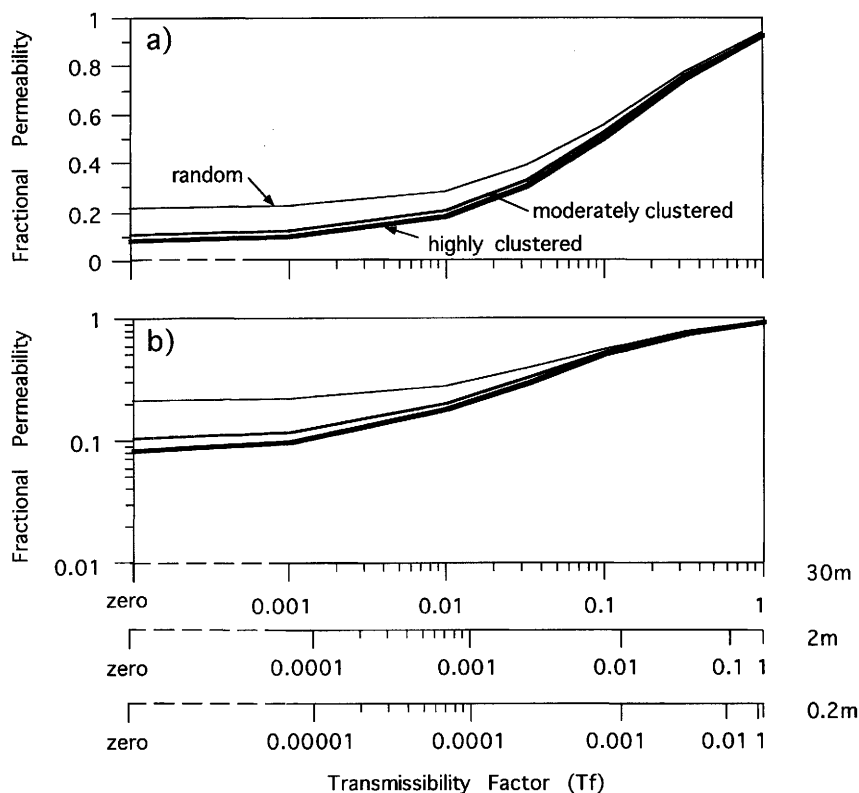 a)
Fractional Permeability
1
0.8
0.6
0.4
0.2
0
random
moderately clustered
highly clustered
b)
Fractional Permeability
1
0.1
0.01
30m
zero 0.001 0.01 0.1 1
2m
zero 0.0001 0.001 0.01 0.1 1
0.2m
zero 0.00001 0.0001 0.001 0.01 1
Transmissibility Factor (Tf)